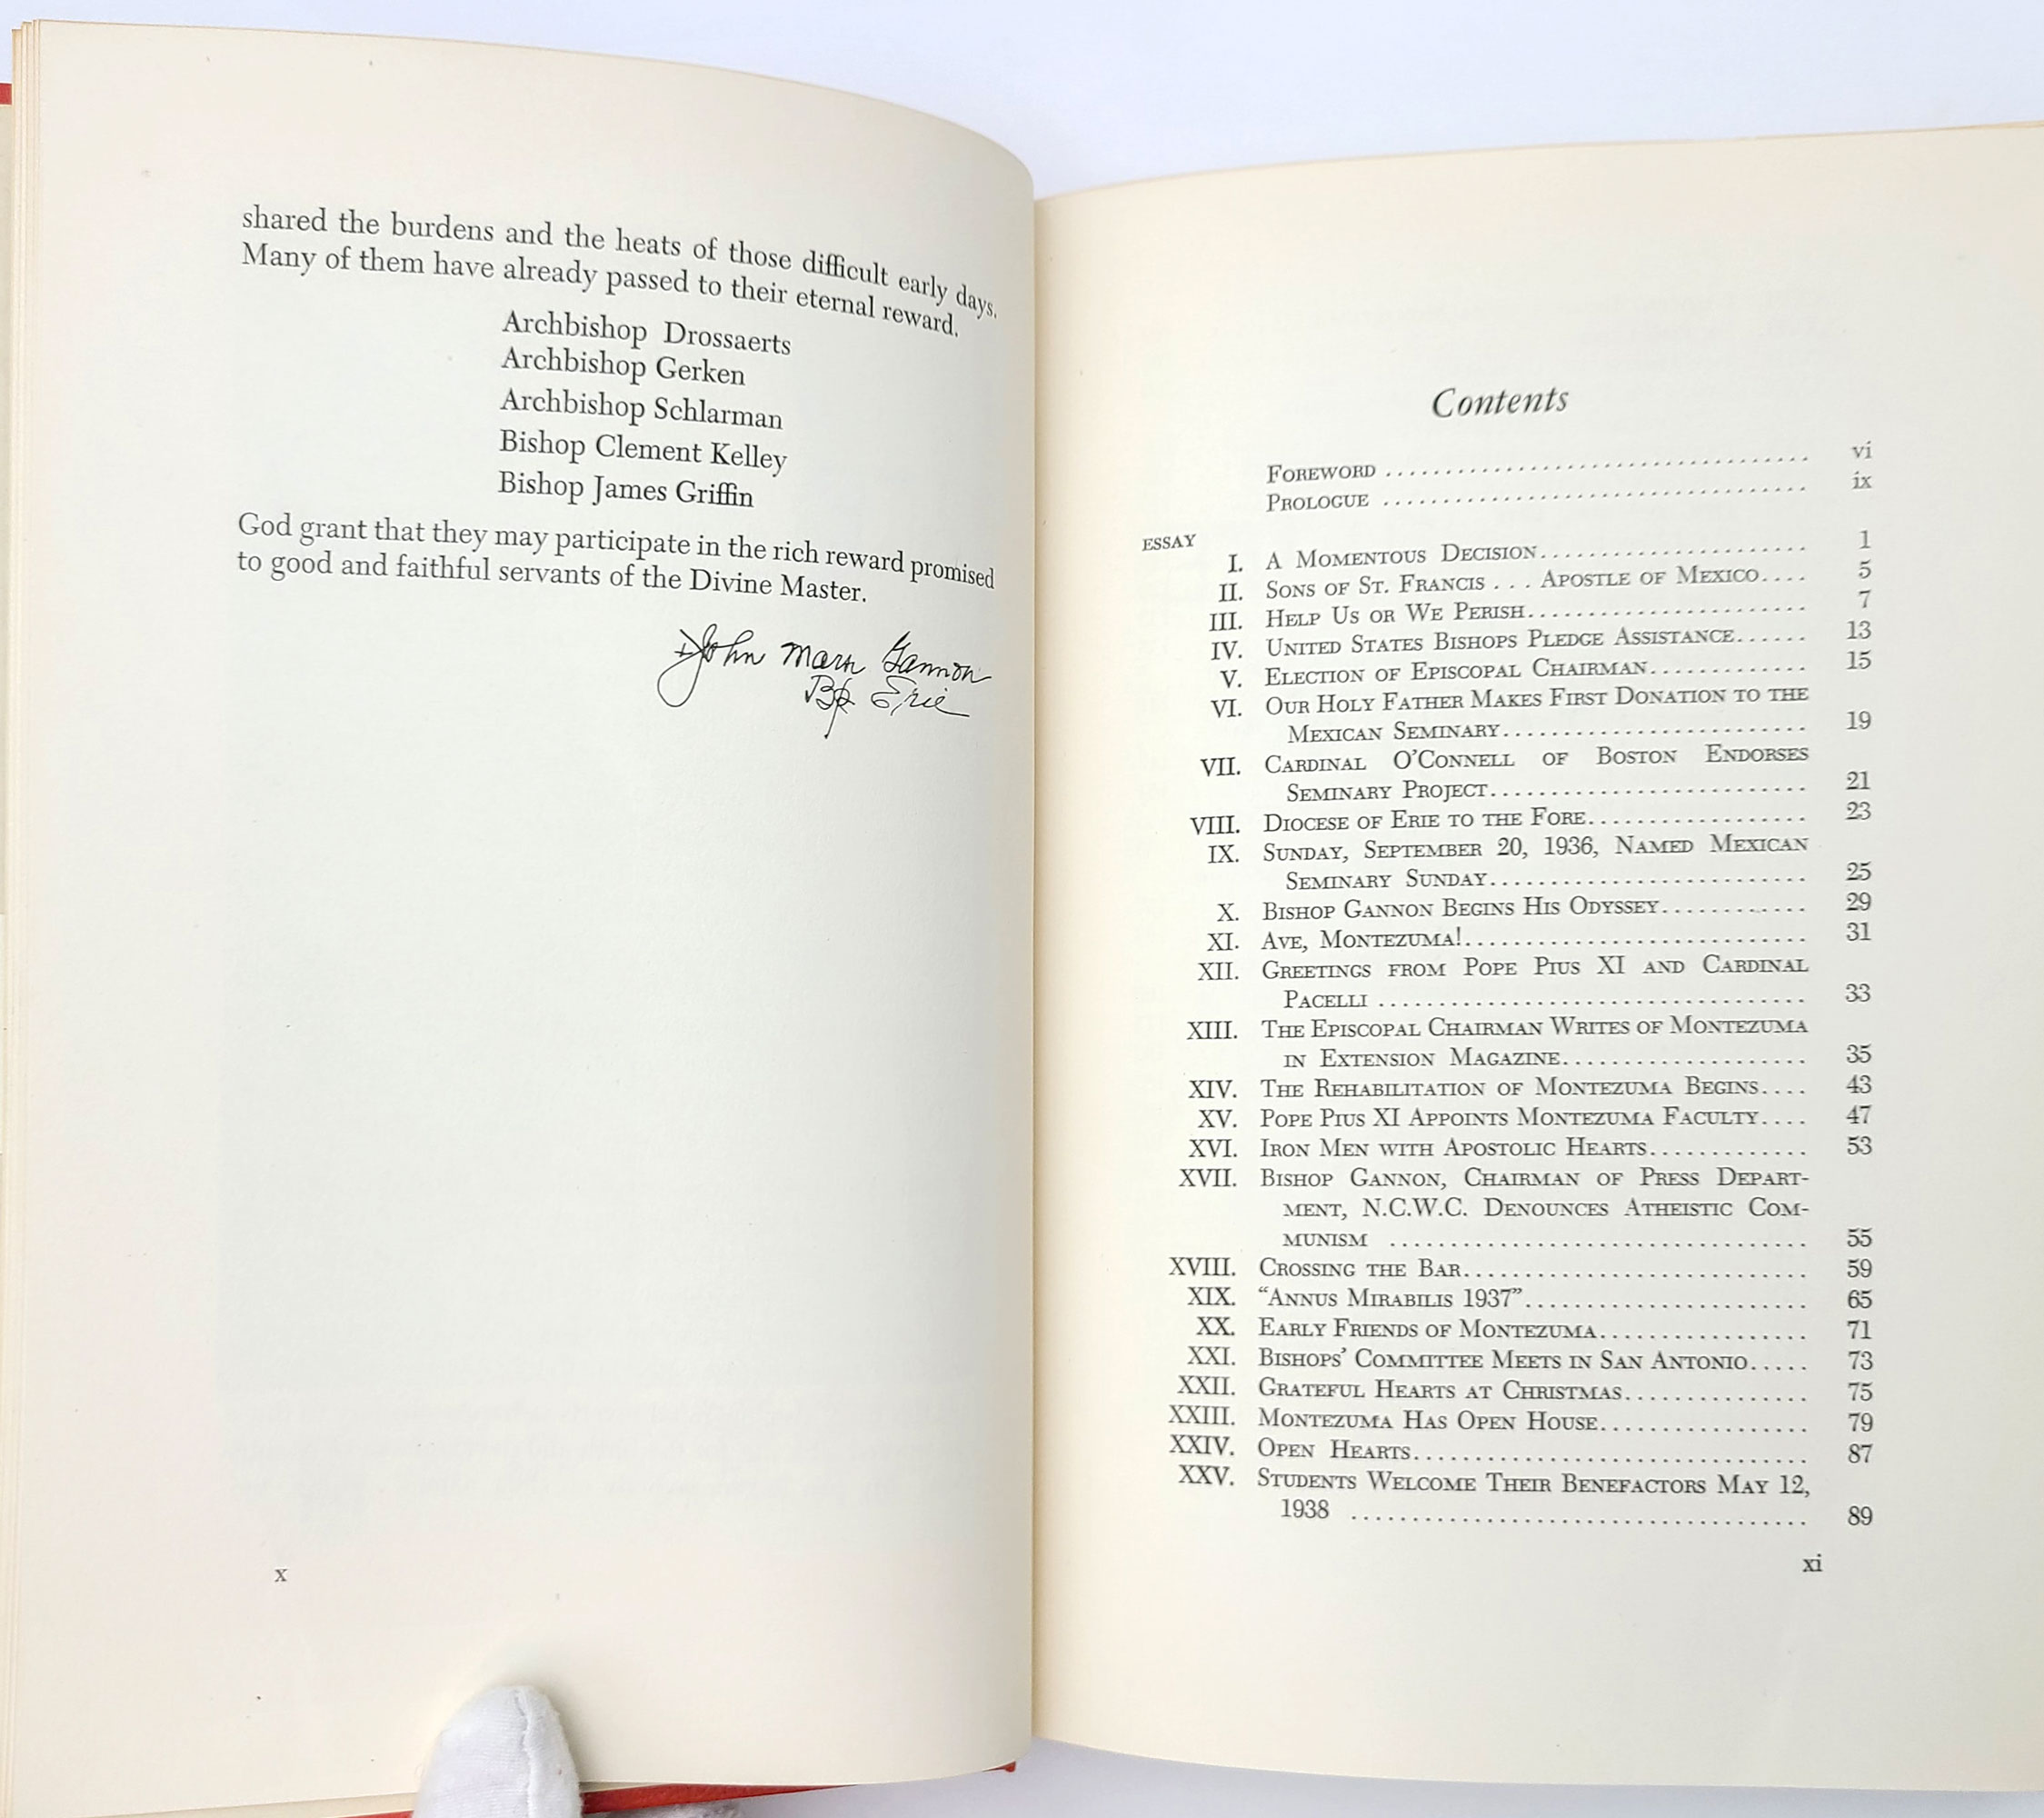 shared the burdens and the heats of those difficult early days.
Many of them have already passed to their eternal reward.
Archbishop Drossaerts
Archbishop Gerken
Archbishop Schlarman
Bishop Clement Kelley
Bishop James Griffin
God grant that they may participate in the rich reward promised
to good and faithful servants of the Divine Master.
John Mark Gannon
Bp Erie
x
Contents
FOREWORD .................................... vi
PROLOGUE .................................... ix
ESSAY
I. A MOMENTOUS DECISION...................... 1
II. SONS OF ST. FRANCIS . . . APOSTLE OF MEXICO.... 5
III. HELP US OR WE PERISH....................... 7
IV. UNITED STATES BISHOPS PLEDGE ASSISTANCE...... 13
V. ELECTION OF EPISCOPAL CHAIRMAN............. 15
VI. OUR HOLY FATHER MAKES FIRST DONATION TO THE
MEXICAN SEMINARY......................... 19
VII. CARDINAL O'CONNELL OF BOSTON ENDORSES
SEMINARY PROJECT.......................... 21
VIII. DIOCESE OF ERIE TO THE FORE.................. 23
IX. SUNDAY, SEPTEMBER 20, 1936, NAMED MEXICAN
SEMINARY SUNDAY.......................... 25
X. BISHOP GANNON BEGINS HIS ODYSSEY............ 29
XI. AVE, MONTEZUMA!............................ 31
XII. GREETINGS FROM POPE PIUS XI AND CARDINAL
PACELLI .................................... 33
XIII. THE EPISCOPAL CHAIRMAN WRITES OF MONTEZUMA
IN EXTENSION MAGAZINE.................... 35
XIV. THE REHABILITATION OF MONTEZUMA BEGINS.... 43
XV. POPE PIUS XI APPOINTS MONTEZUMA FACULTY.... 47
XVI. IRON MEN WITH APOSTOLIC HEARTS............. 53
XVII. BISHOP GANNON, CHAIRMAN OF PRESS DEPART-
MENT, N.C.W.C. DENOUNCES ATHEISTIC COM-
MUNISM ................................... 55
XVIII. CROSSING THE BAR............................ 59
XIX. "ANNUS MIRABILIS 1937"....................... 65
XX. EARLY FRIENDS OF MONTEZUMA................. 71
XXI. BISHOPS' COMMITTEE MEETS IN SAN ANTONIO..... 73
XXII. GRATEFUL HEARTS AT CHRISTMAS............... 75
XXIII. MONTEZUMA HAS OPEN HOUSE................. 79
XXIV. OPEN HEARTS................................. 87
XXV. STUDENTS WELCOME THEIR BENEFACTORS MAY 12,
1938 ...................................... 89
xi